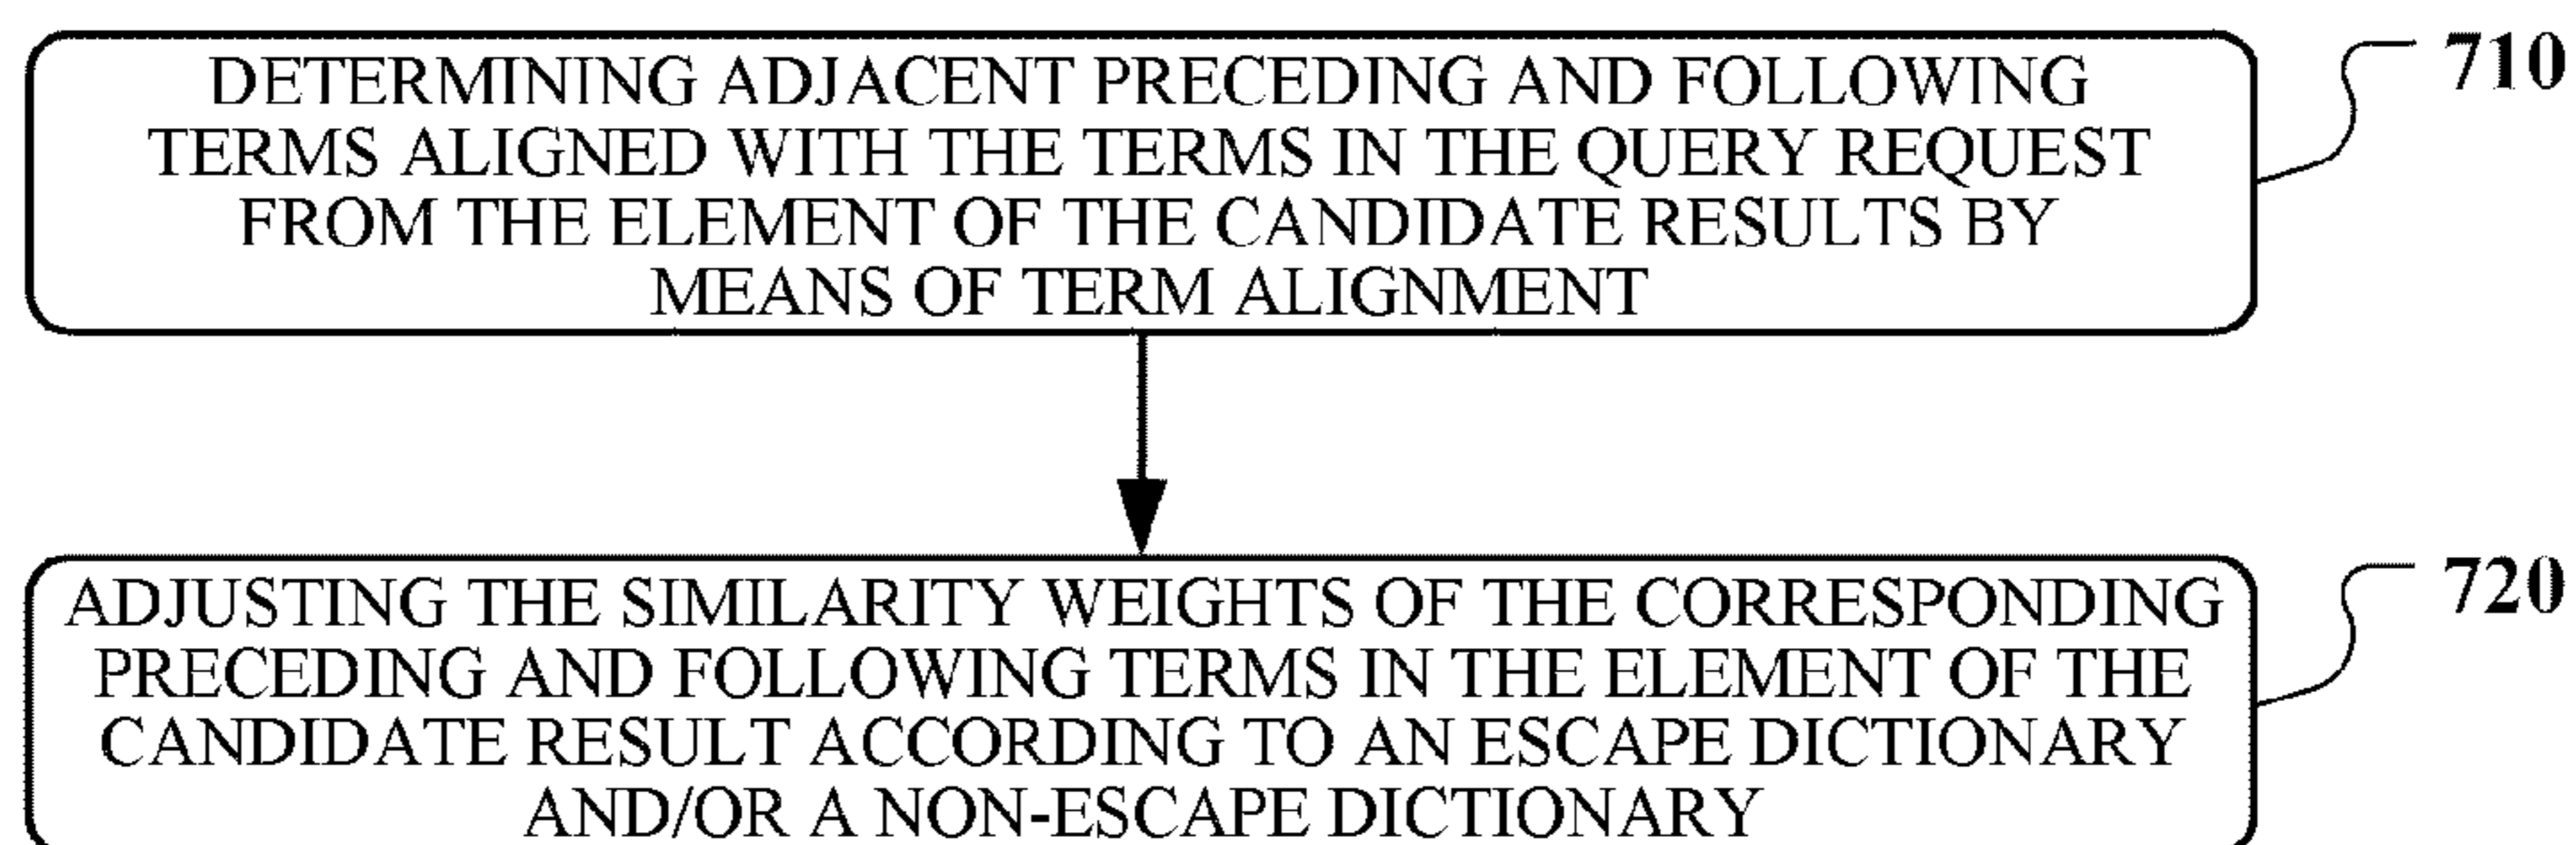 DETERMINING ADJACENT PRECEDING AND FOLLOWING
TERMS ALIGNED WITH THE TERMS IN THE QUERY REQUEST
FROM THE ELEMENT OF THE CANDIDATE RESULTS BY
MEANS OF TERM ALIGNMENT
710
ADJUSTING THE SIMILARITY WEIGHTS OF THE CORRESPONDING
PRECEDING AND FOLLOWING TERMS IN THE ELEMENT OF THE
CANDIDATE RESULT ACCORDING TO AN ESCAPE DICTIONARY
AND/OR A NON-ESCAPE DICTIONARY
720